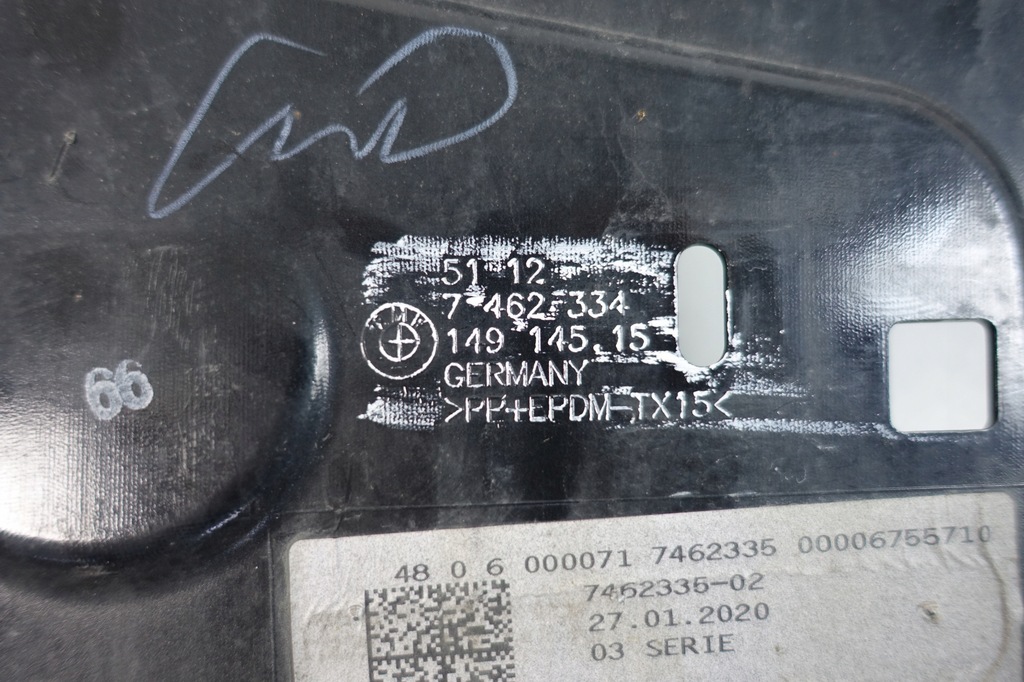 66
51 12
7 462 334
BMW
149 145.15
GERMANY
>PP+EPDM-TX15<
48 0 6 000071 7462335 00006755710
7462335-02
27.01.2020
03 SERIE